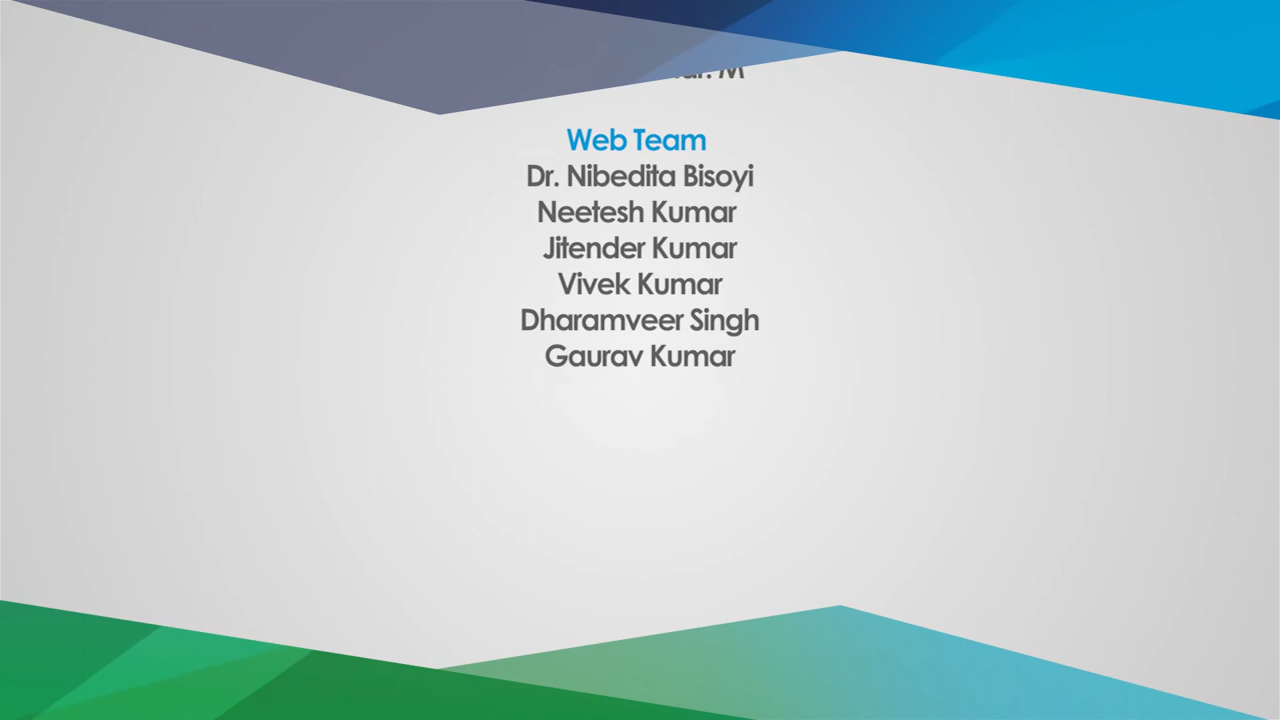 M
Web Team
Dr. Nibedita Bisoyi
Neetesh Kumar
Jitender Kumar
Vivek Kumar
Dharamveer Singh
Gaurav Kumar